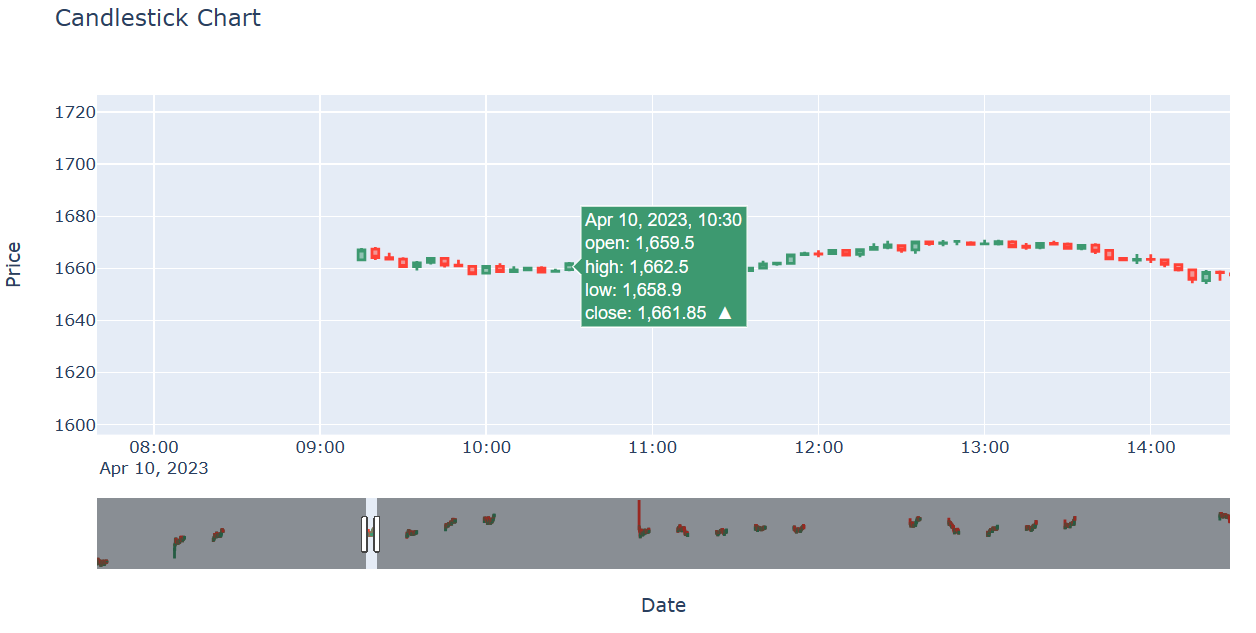 Candlestick Chart
Price
1720
1700
1680
1660
1640
1620
1600
Apr 10, 2023, 10:30
open: 1,659.5
high: 1,662.5
low: 1,658.9
close: 1,661.85 ▲
08:00 09:00 10:00 11:00 12:00 13:00 14:00
Apr 10, 2023
Date